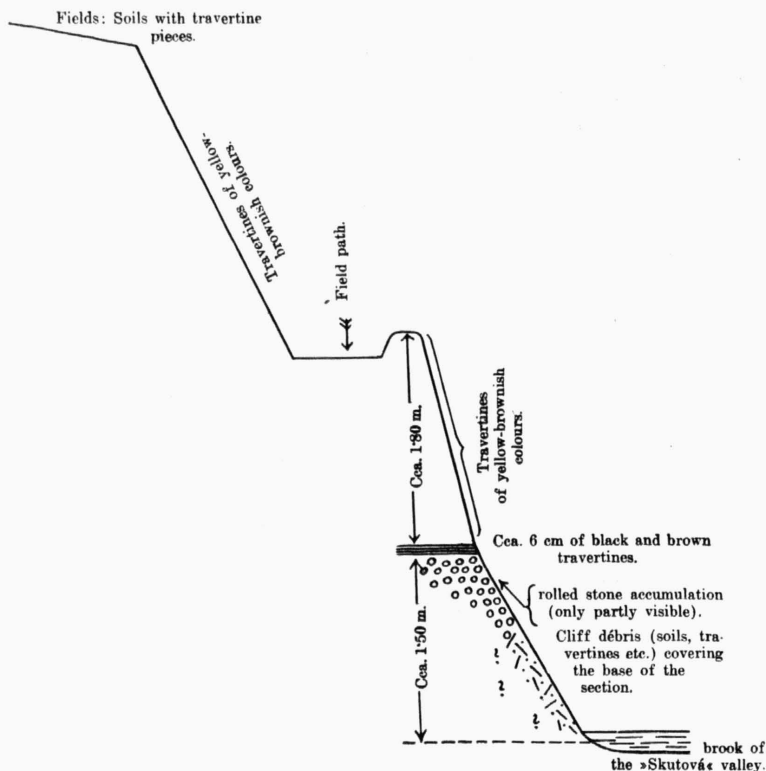 Fields: Soils with travertine
pieces.
Travertines of yellow-
brownish colours.
Field path.
Cca. 1·80 m.
Travertines
of yellow-brownish
colours.
Cca. 6 cm of black and brown
travertines.
rolled stone accumulation
(only partly visible).
Cca. 1·50 m.
Cliff débris (soils, tra-
vertines etc.) covering
the base of the
section.
?
?
?
?
brook of
the »Skutová« valley.